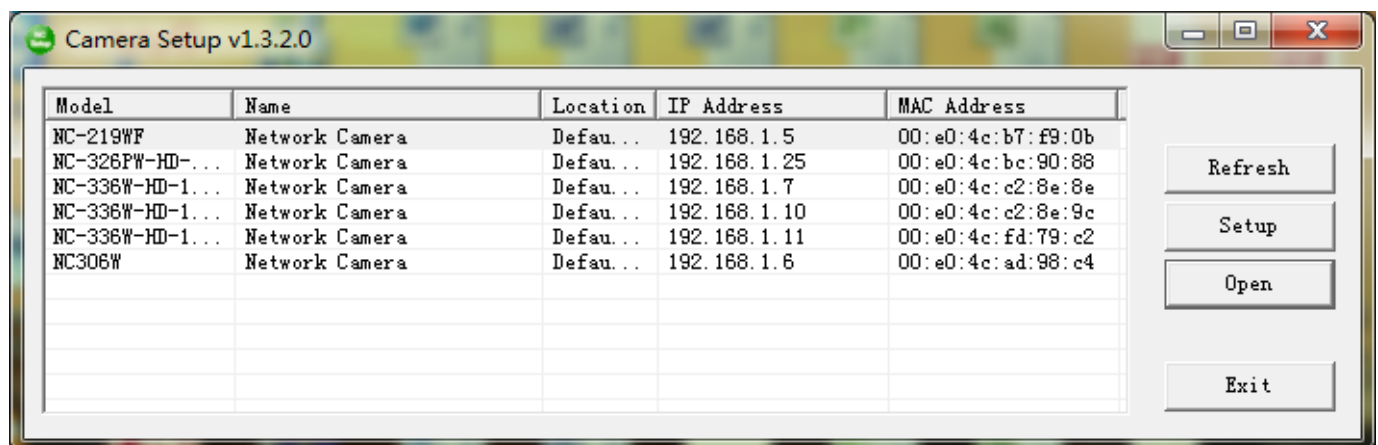 Camera Setup v1.3.2.0
Model Name Location IP Address MAC Address
NC-219WF Network Camera Defau... 192.168.1.5 00:e0:4c:b7:f9:0b
NC-326PW-HD-... Network Camera Defau... 192.168.1.25 00:e0:4c:bc:90:88
NC-336W-HD-1... Network Camera Defau... 192.168.1.7 00:e0:4c:c2:8e:8e
NC-336W-HD-1... Network Camera Defau... 192.168.1.10 00:e0:4c:c2:8e:9c
NC-336W-HD-1... Network Camera Defau... 192.168.1.11 00:e0:4c:fd:79:c2
NC306W Network Camera Defau... 192.168.1.6 00:e0:4c:ad:98:c4
Refresh
Setup
Open
Exit